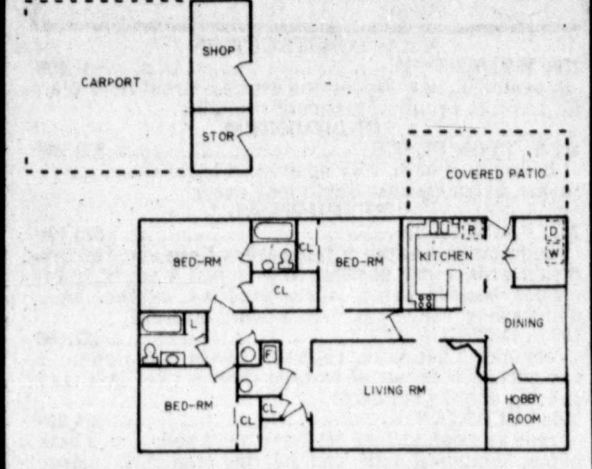 SHOP
CARPORT
STOR
COVERED PATIO
BED-RM
CL
BED-RM
KITCHEN
R
D
W
CL
L
DINING
F
BED-RM
LIVING RM
HOBBY
ROOM
CL
CL